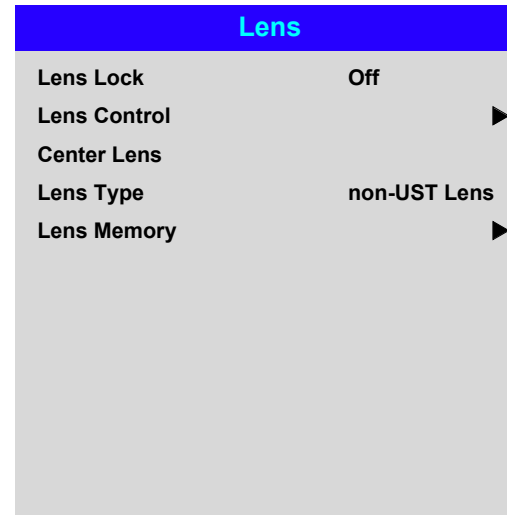 Lens
Lens Lock Off
Lens Control
Center Lens
Lens Type non-UST Lens
Lens Memory